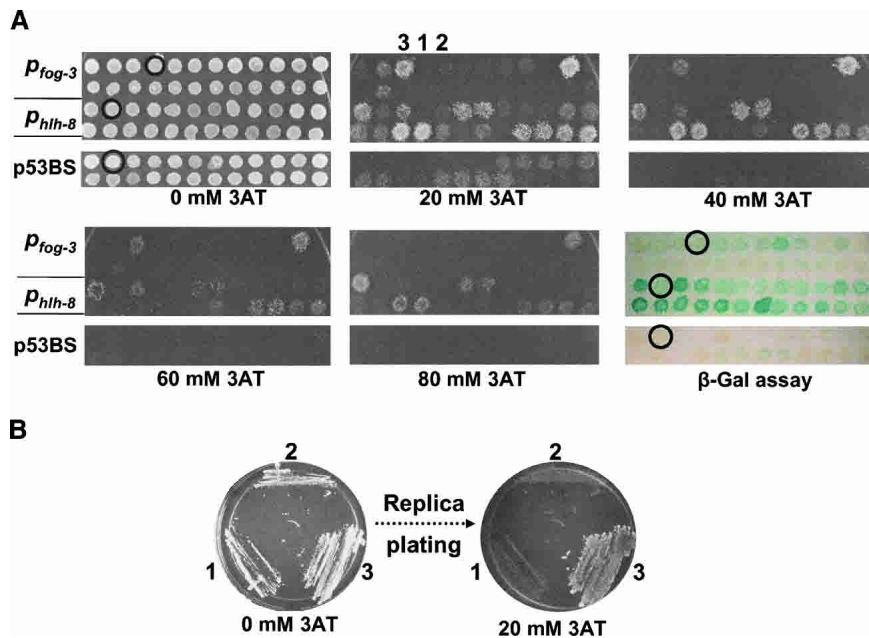 A
3 1 2
pfog-3
phlh-8
p53BS
0 mM 3AT
20 mM 3AT
40 mM 3AT
pfog-3
phlh-8
p53BS
60 mM 3AT
80 mM 3AT
β-Gal assay
B
2
1
3
0 mM 3AT
Replica
plating
2
1
3
20 mM 3AT